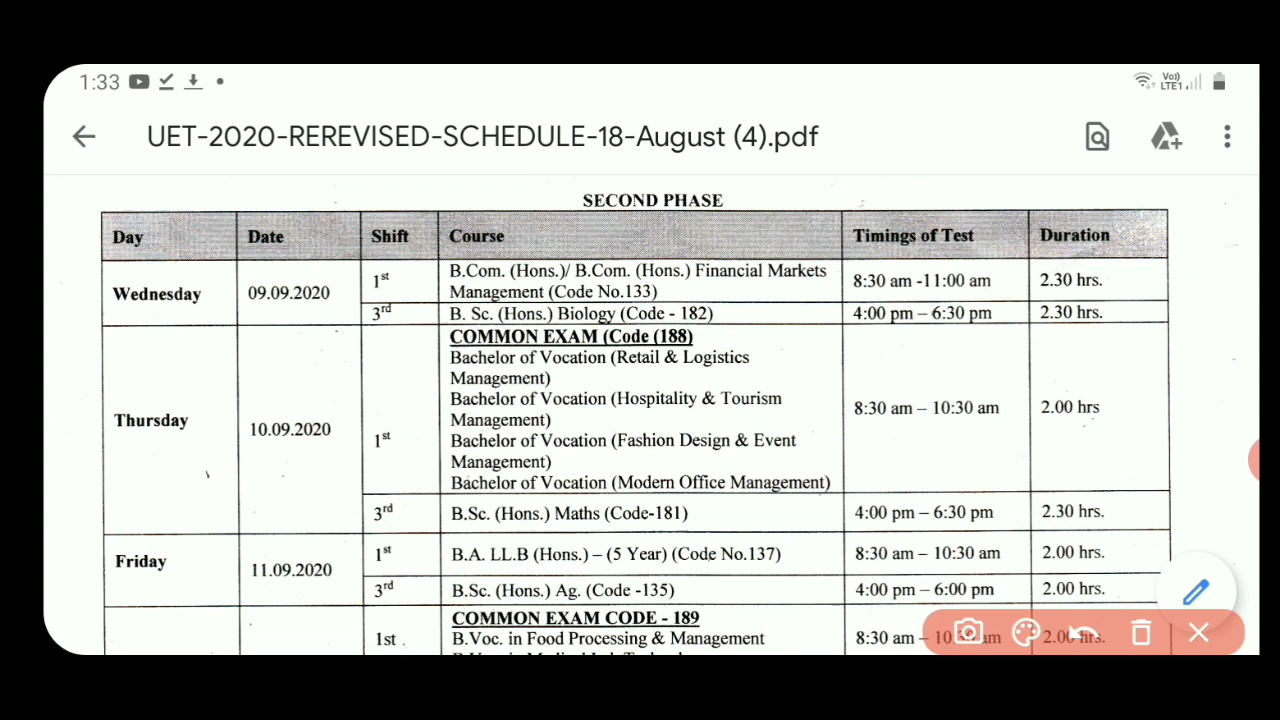 1:33
Vo)) LTE1
UET-2020-REREVISED-SCHEDULE-18-August (4).pdf
SECOND PHASE
Day Date Shift Course Timings of Test Duration
Wednesday 09.09.2020 1st B.Com. (Hons.)/ B.Com. (Hons.) Financial Markets
Management (Code No.133) 8:30 am -11:00 am 2.30 hrs.
3rd B. Sc. (Hons.) Biology (Code - 182) 4:00 pm – 6:30 pm 2.30 hrs.
COMMON EXAM (Code (188)
Bachelor of Vocation (Retail & Logistics
Management)
Bachelor of Vocation (Hospitality & Tourism
Thursday 10.09.2020 1st Management) 8:30 am – 10:30 am 2.00 hrs
Bachelor of Vocation (Fashion Design & Event
Management)
Bachelor of Vocation (Modern Office Management)
3rd B.Sc. (Hons.) Maths (Code-181) 4:00 pm – 6:30 pm 2.30 hrs.
Friday 11.09.2020 1st B.A. LL.B (Hons.) – (5 Year) (Code No.137) 8:30 am – 10:30 am 2.00 hrs.
3rd B.Sc. (Hons.) Ag. (Code -135) 4:00 pm – 6:00 pm 2.00 hrs.
COMMON EXAM CODE - 189
1st . B.Voc. in Food Processing & Management 8:30 am – 10:30 am 2.00 hrs.